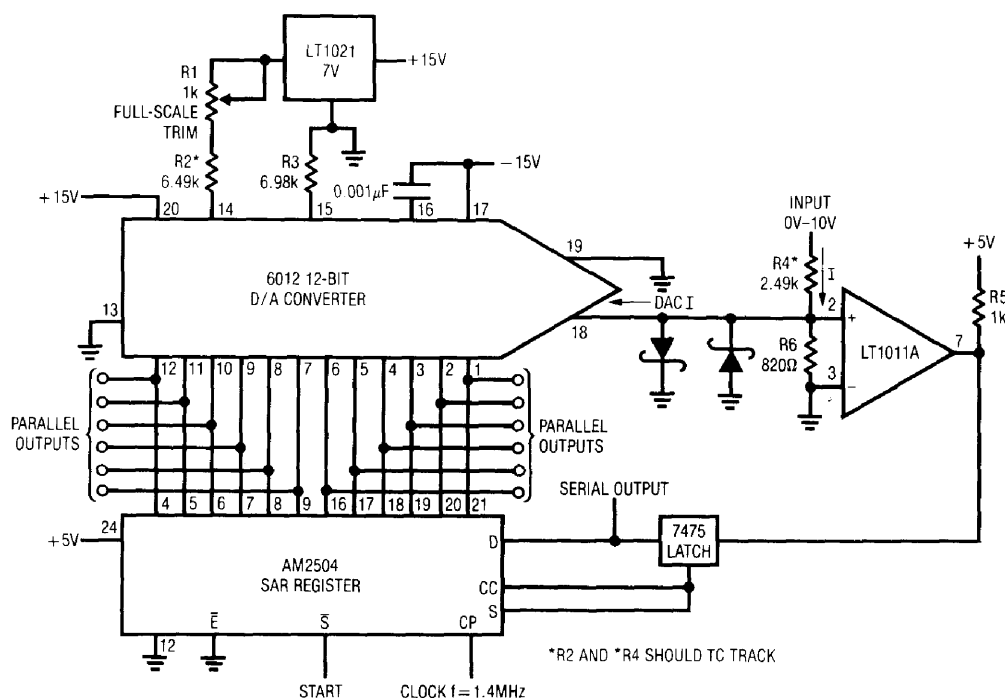 LT1021
7V
+15V
R1
1k
FULL-SCALE
TRIM
R2*
6.49k
R3
6.98k
0.001µF
−15V
+15V
20
14
15
16
17
19
6012 12-BIT
D/A CONVERTER
13
DAC I
18
INPUT
0V–10V
R4*
2.49k
I
+5V
R5
1k
2
+
R6
820Ω
3
−
LT1011A
7
12 11 10 9 8 7 6 5 4 3 2 1
PARALLEL
OUTPUTS
PARALLEL
OUTPUTS
4 5 6 7 8 9 16 17 18 19 20 21
SERIAL OUTPUT
7475
LATCH
24
+5V
AM2504
SAR REGISTER
D
CC
S
E
S
CP
12
START
CLOCK f = 1.4MHz
*R2 AND *R4 SHOULD TC TRACK